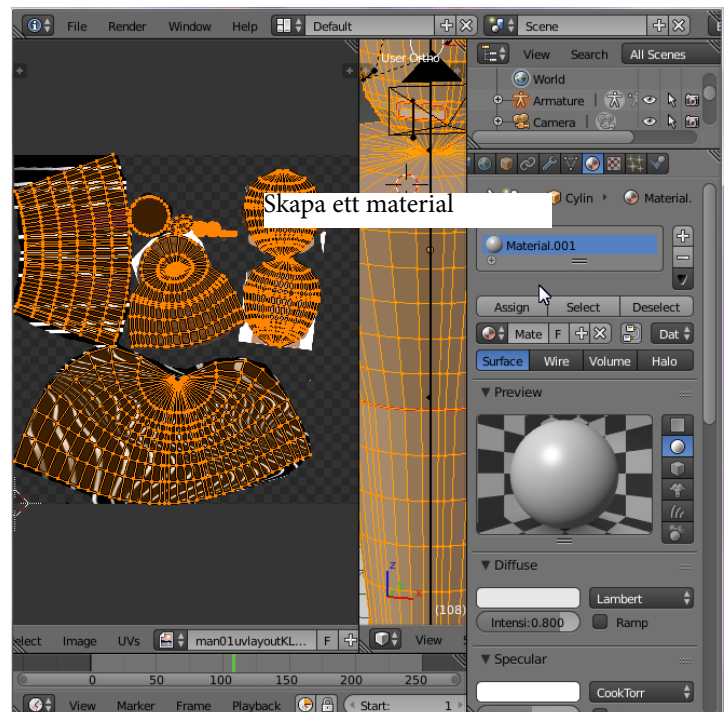 File Render Window Help Default Scene
View Search All Scenes
World
Armature
Camera
User Ortho
Skapa ett material
Cylin Material.
Material.001
Assign Select Deselect
Mate F Dat
Surface Wire Volume Halo
Preview
Diffuse
Lambert
Intensi:0.800 Ramp
Specular
CookTorr
z
x
(108)
Image UVs man01uvlayoutKL... F View
0 50 100 150 200 250
View Marker Frame Playback Start: 1